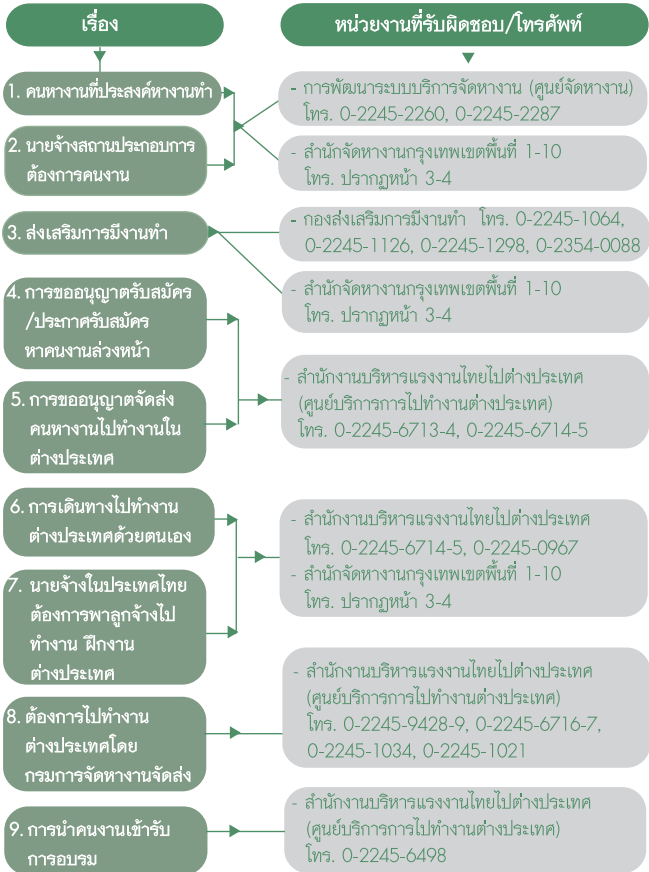 เรื่อง
หน่วยงานที่รับผิดชอบ/โทรศัพท์
1. คนหางานที่ประสงค์หางานทำ
- การพัฒนาระบบบริการจัดหางาน (ศูนย์จัดหางาน)
โทร. 0-2245-2260, 0-2245-2287
2. นายจ้างสถานประกอบการ
ต้องการคนงาน
- สำนักจัดหางานกรุงเทพเขตพื้นที่ 1-10
โทร. ปรากฏหน้า 3-4
3. ส่งเสริมการมีงานทำ
- กองส่งเสริมการมีงานทำ โทร. 0-2245-1064,
0-2245-1126, 0-2245-1298, 0-2354-0088
- สำนักจัดหางานกรุงเทพเขตพื้นที่ 1-10
โทร. ปรากฏหน้า 3-4
4. การขออนุญาตรับสมัคร
/ประกาศรับสมัคร
หาคนงานล่วงหน้า
5. การขออนุญาตจัดส่ง
คนหางานไปทำงานใน
ต่างประเทศ
- สำนักงานบริหารแรงงานไทยไปต่างประเทศ
(ศูนย์บริการการไปทำงานต่างประเทศ)
โทร. 0-2245-6713-4, 0-2245-6714-5
6. การเดินทางไปทำงาน
ต่างประเทศด้วยตนเอง
7. นายจ้างในประเทศไทย
ต้องการพาลูกจ้างไป
ทำงาน ฝึกงาน
ต่างประเทศ
- สำนักงานบริหารแรงงานไทยไปต่างประเทศ
โทร. 0-2245-6714-5, 0-2245-0967
- สำนักจัดหางานกรุงเทพเขตพื้นที่ 1-10
โทร. ปรากฏหน้า 3-4
8. ต้องการไปทำงาน
ต่างประเทศโดย
กรมการจัดหางานจัดส่ง
- สำนักงานบริหารแรงงานไทยไปต่างประเทศ
(ศูนย์บริการการไปทำงานต่างประเทศ)
โทร. 0-2245-9428-9, 0-2245-6716-7,
0-2245-1034, 0-2245-1021
9. การนำคนงานเข้ารับ
การอบรม
- สำนักงานบริหารแรงงานไทยไปต่างประเทศ
(ศูนย์บริการการไปทำงานต่างประเทศ)
โทร. 0-2245-6498